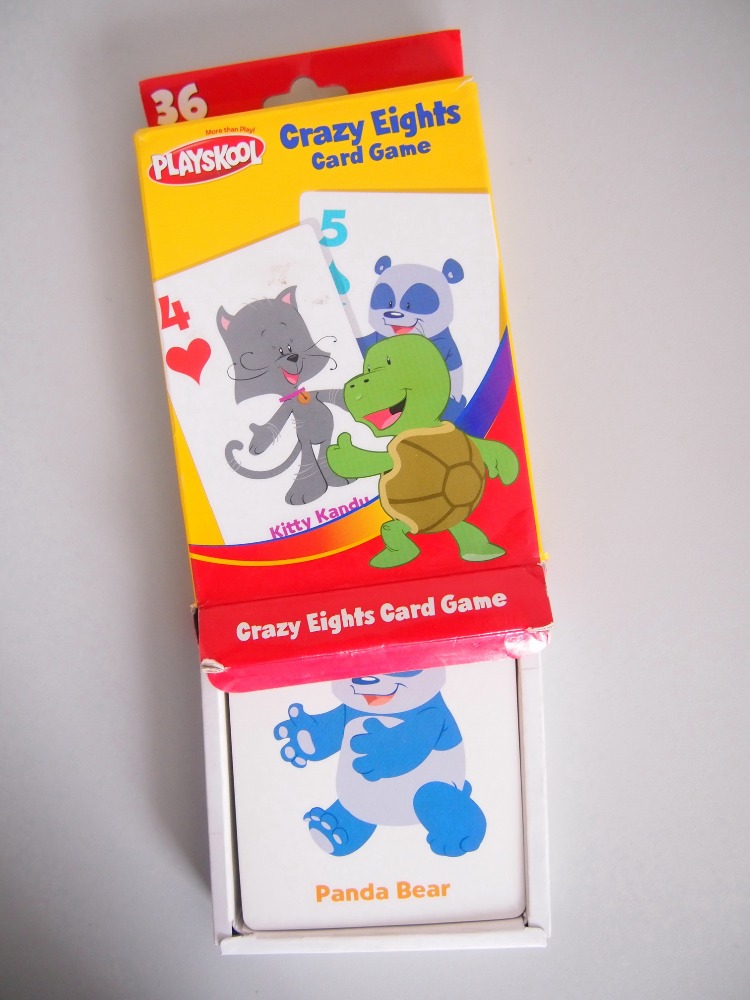 36
More than Play!
PLAYSKOOL
Crazy Eights
Card Game
5
4
Kitty Kandu
Crazy Eights Card Game
Panda Bear